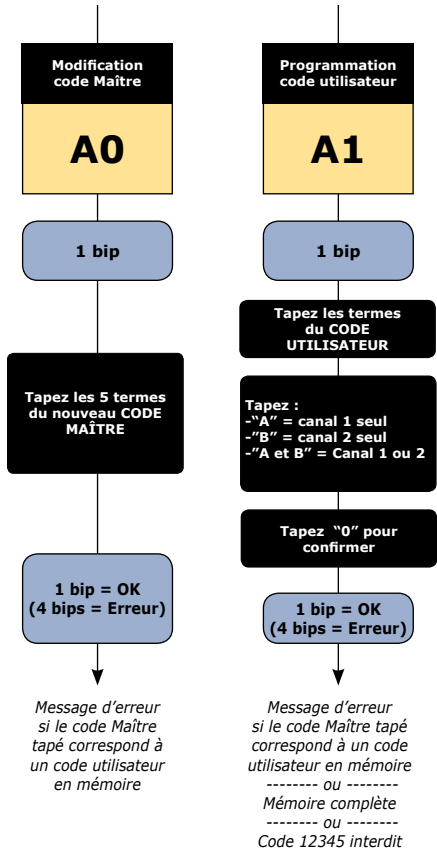 Modification
code Maître
A0
1 bip
Tapez les 5 termes
du nouveau CODE
MAÎTRE
1 bip = OK
(4 bips = Erreur)
Message d’erreur
si le code Maître
tapé correspond à
un code utilisateur
en mémoire
Programmation
code utilisateur
A1
1 bip
Tapez les termes
du CODE
UTILISATEUR
Tapez :
-“A” = canal 1 seul
-”B” = canal 2 seul
-”A et B” = Canal 1 ou 2
Tapez “0” pour
confirmer
1 bip = OK
(4 bips = Erreur)
Message d’erreur
si le code Maître tapé
correspond à un code
utilisateur en mémoire
-------- ou --------
Mémoire complète
-------- ou --------
Code 12345 interdit